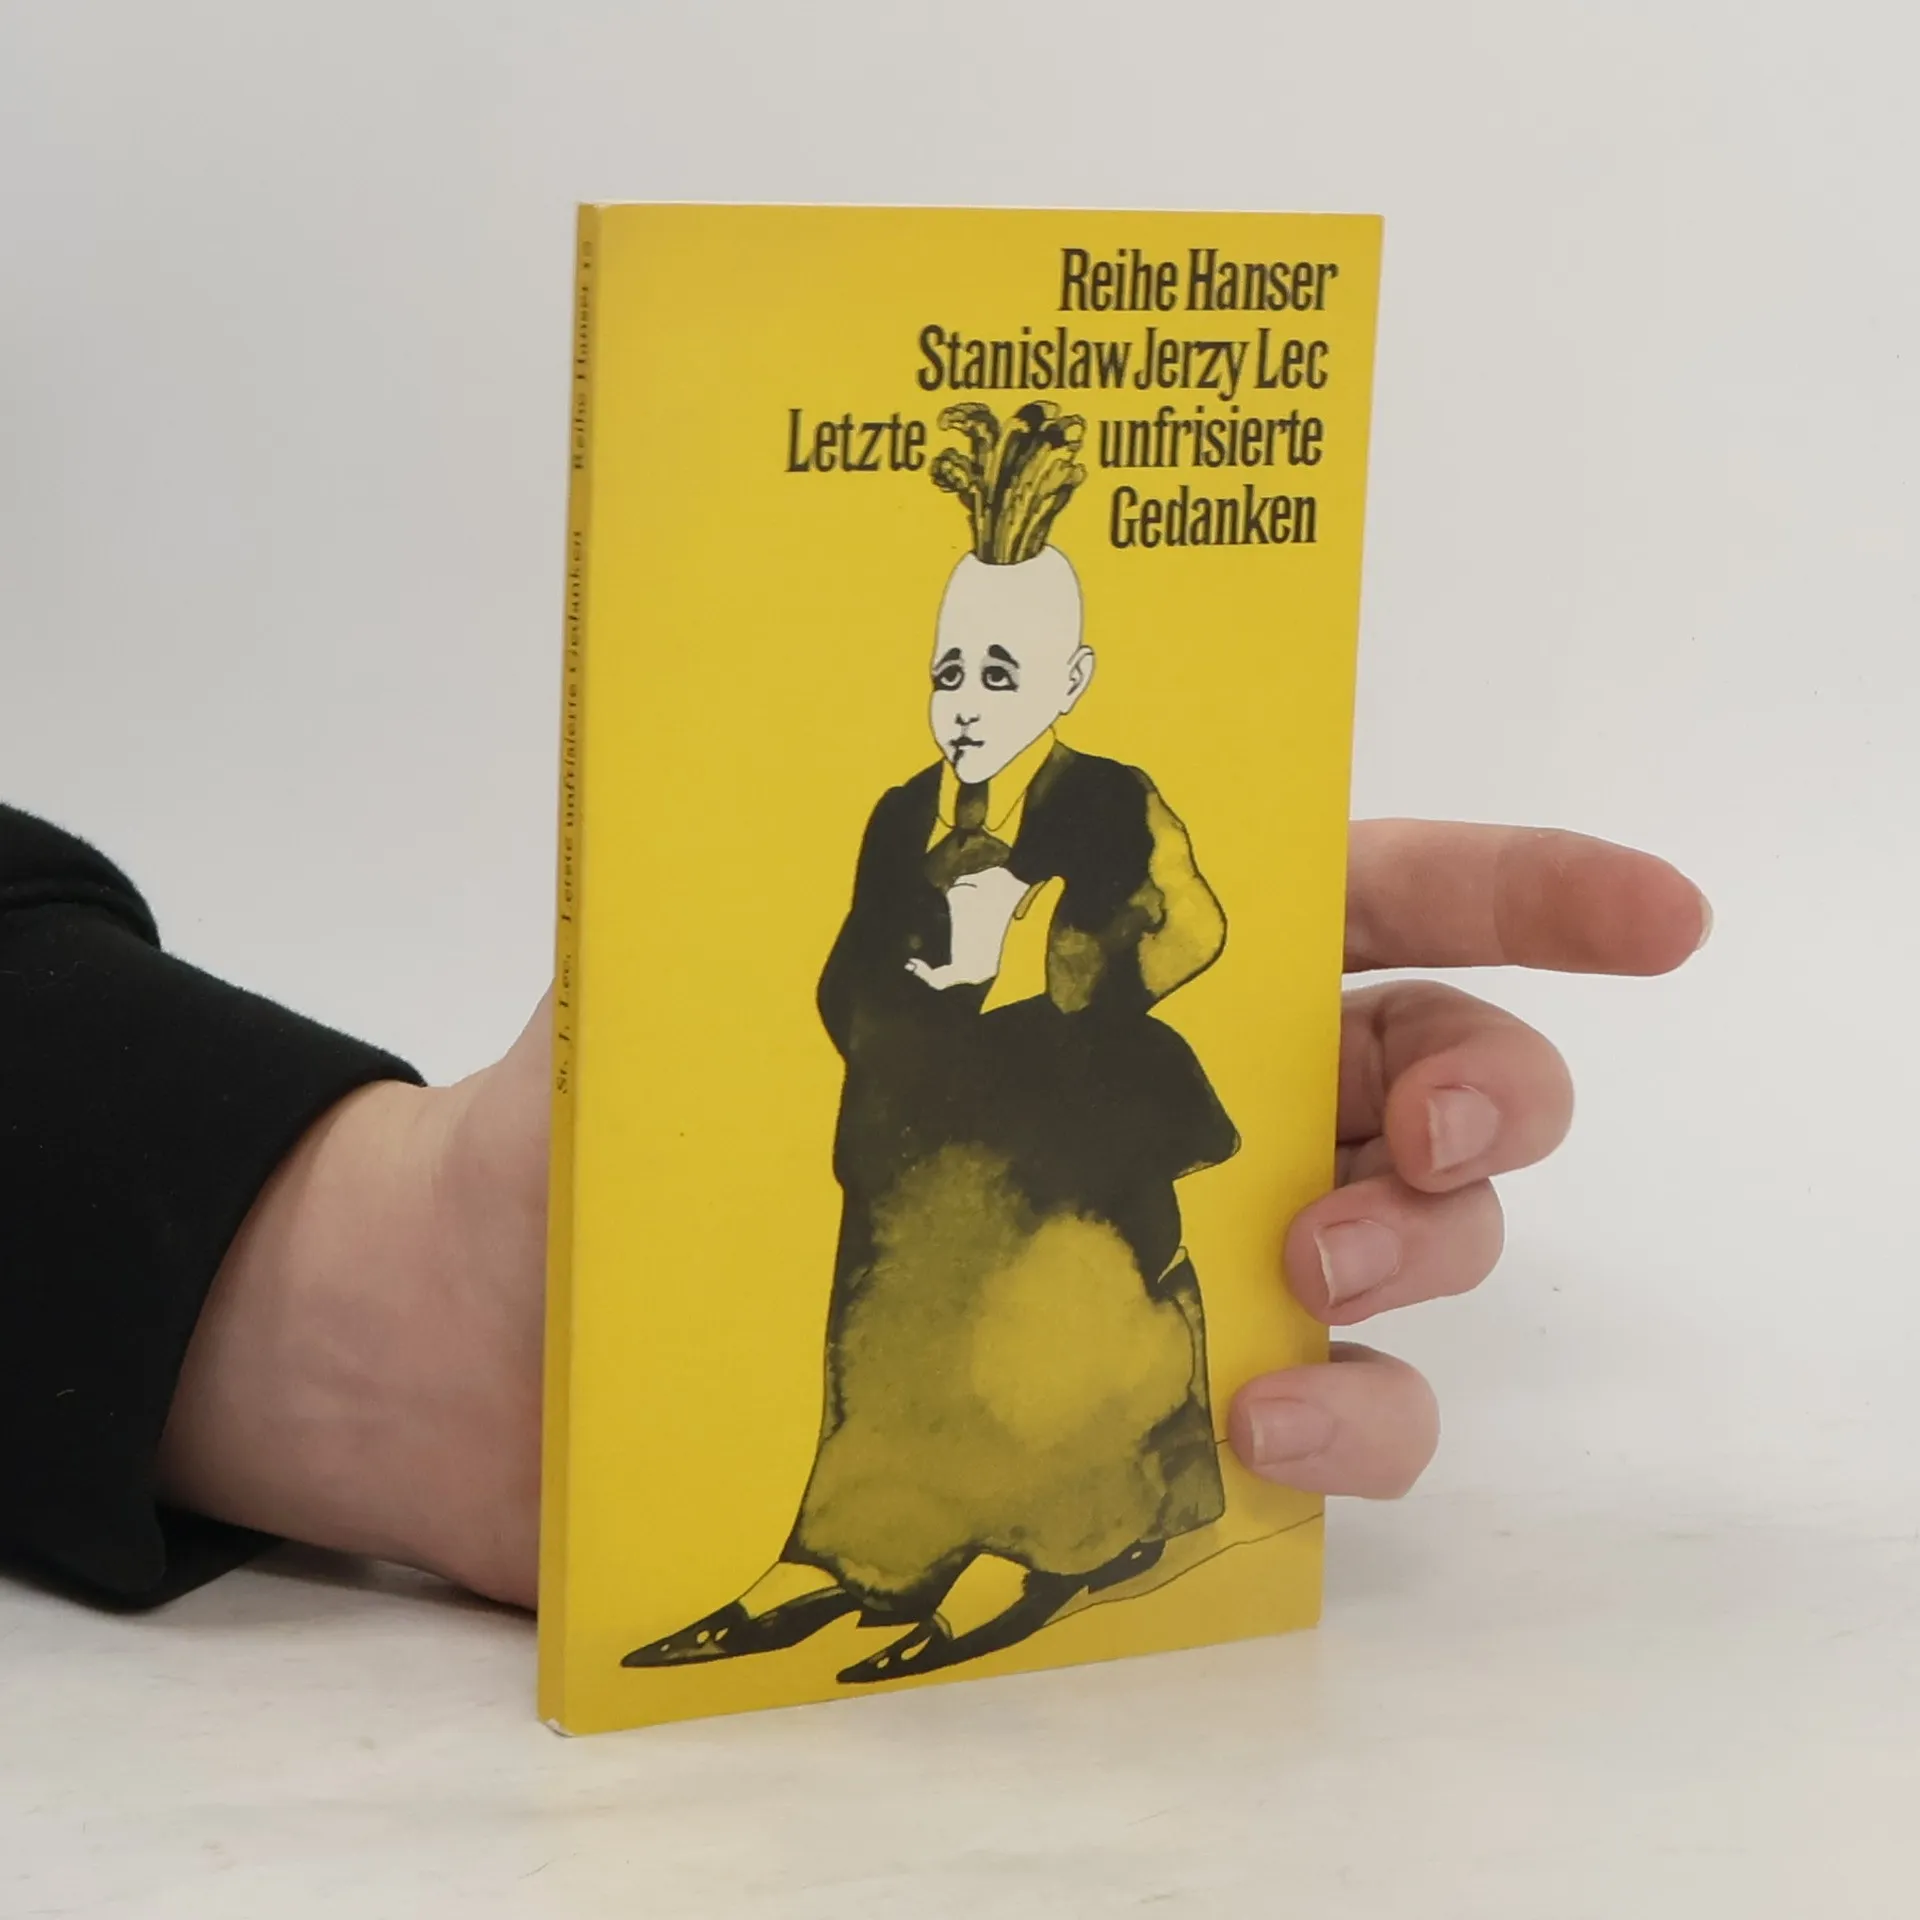 Reihe Hanser
Stanislaw Jerzy Lec
Letzte unfrisierte
Gedanken
St. J. Lec, Letzte unfrisierte Gedanken Reihe Hanser